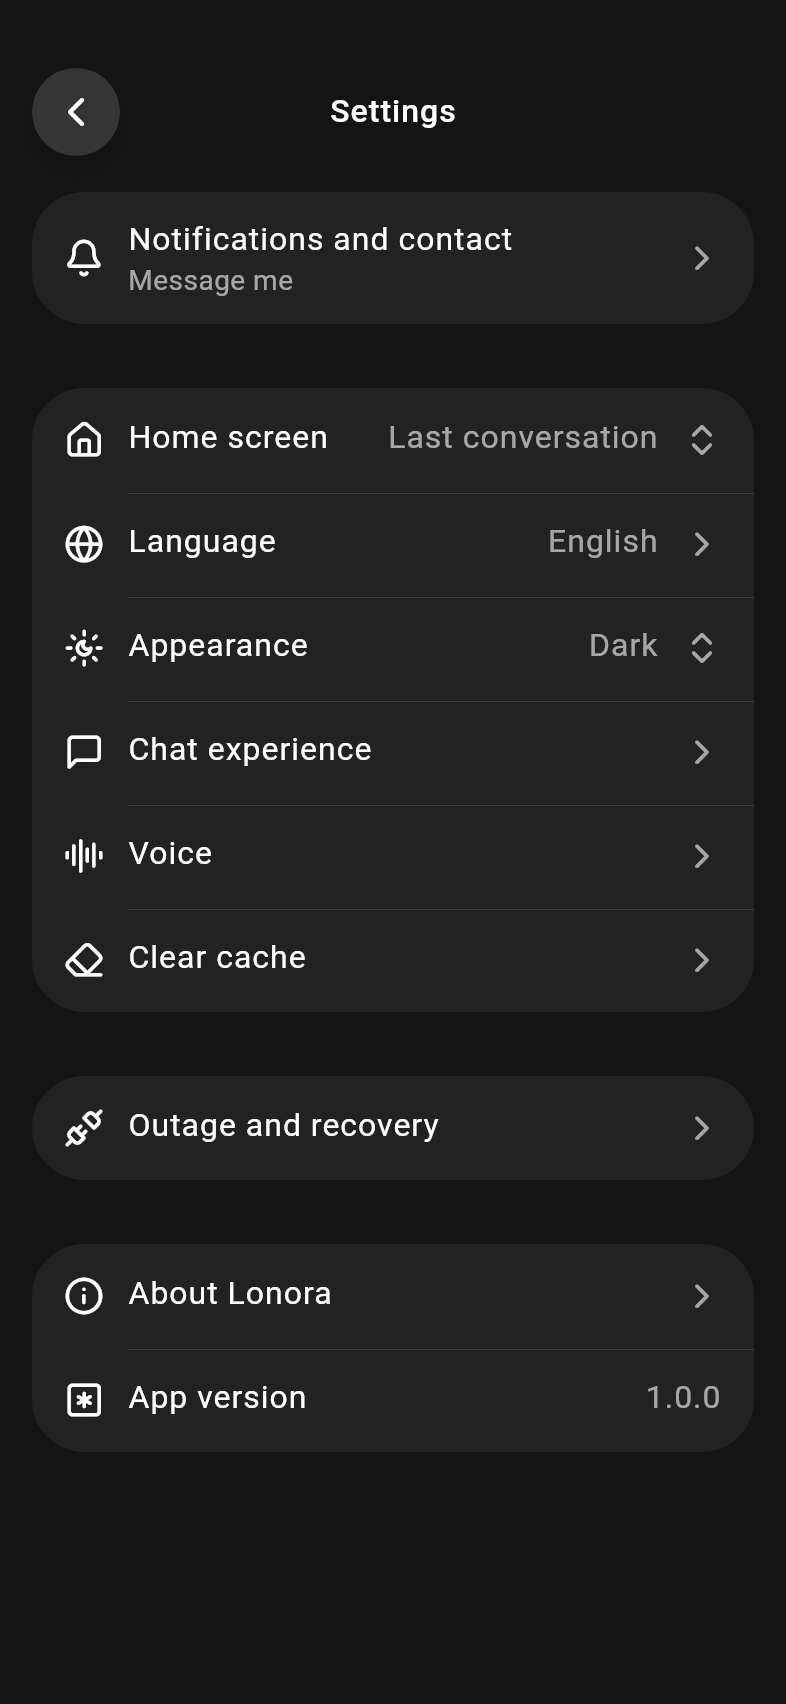 Settings
Notifications and contact
Message me
Home screen Last conversation
Language English
Appearance Dark
Chat experience
Voice
Clear cache
Outage and recovery
About Lonora
App version 1.0.0